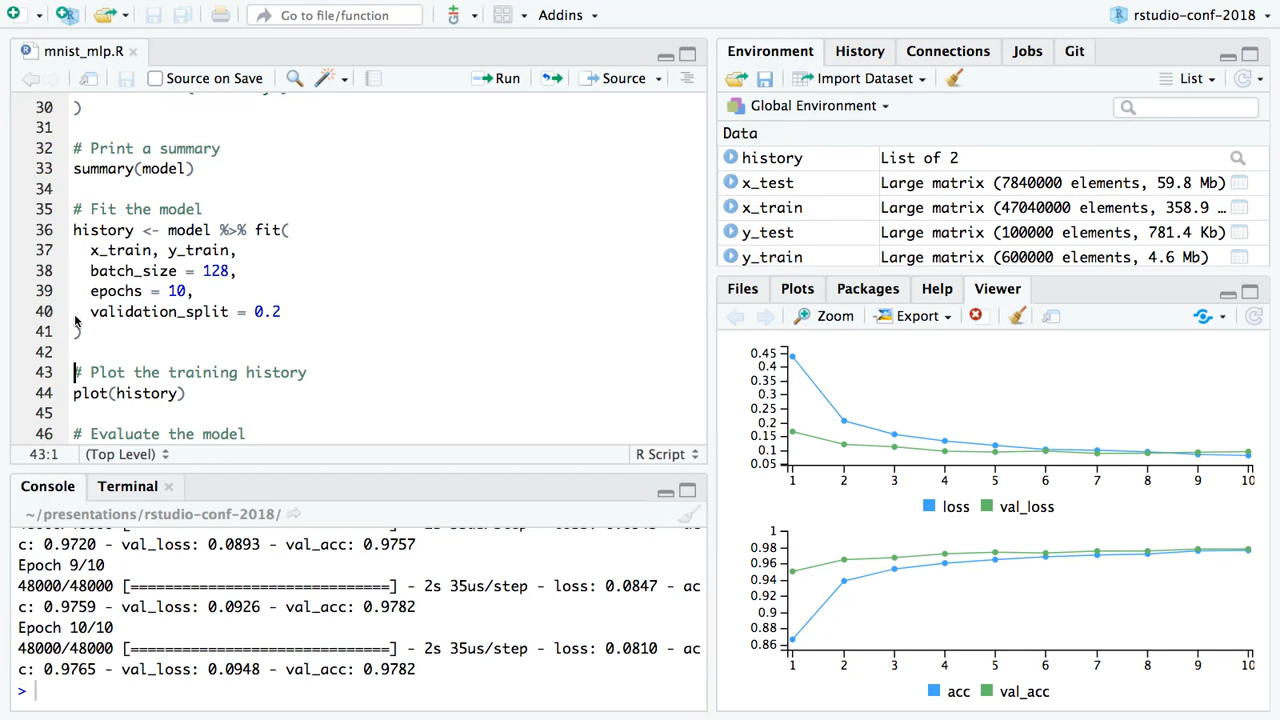 Go to file/function
Addins
rstudio-conf-2018
mnist_mlp.R
Source on Save
Run
Source
30 )
31
32 # Print a summary
33 summary(model)
34
35 # Fit the model
36 history <- model %>% fit(
37 x_train, y_train,
38 batch_size = 128,
39 epochs = 10,
40 validation_split = 0.2
41 )
42
43 # Plot the training history
44 plot(history)
45
46 # Evaluate the model
43:1 (Top Level) R Script
Console Terminal
~/presentations/rstudio-conf-2018/
c: 0.9720 - val_loss: 0.0893 - val_acc: 0.9757
Epoch 9/10
48000/48000 [==============================] - 2s 35us/step - loss: 0.0847 - ac
c: 0.9759 - val_loss: 0.0926 - val_acc: 0.9782
Epoch 10/10
48000/48000 [==============================] - 2s 35us/step - loss: 0.0810 - ac
c: 0.9765 - val_loss: 0.0948 - val_acc: 0.9782
>
Environment History Connections Jobs Git
Import Dataset List
Global Environment
Data
history List of 2
x_test Large matrix (7840000 elements, 59.8 Mb)
x_train Large matrix (47040000 elements, 358.9 …
y_test Large matrix (100000 elements, 781.4 Kb)
y_train Large matrix (600000 elements, 4.6 Mb)
Files Plots Packages Help Viewer
Zoom Export
0.45
0.4
0.35
0.3
0.25
0.2
0.15
0.1
0.05
1 2 3 4 5 6 7 8 9 10
loss val_loss
1
0.98
0.96
0.94
0.92
0.9
0.88
0.86
1 2 3 4 5 6 7 8 9 10
acc val_acc